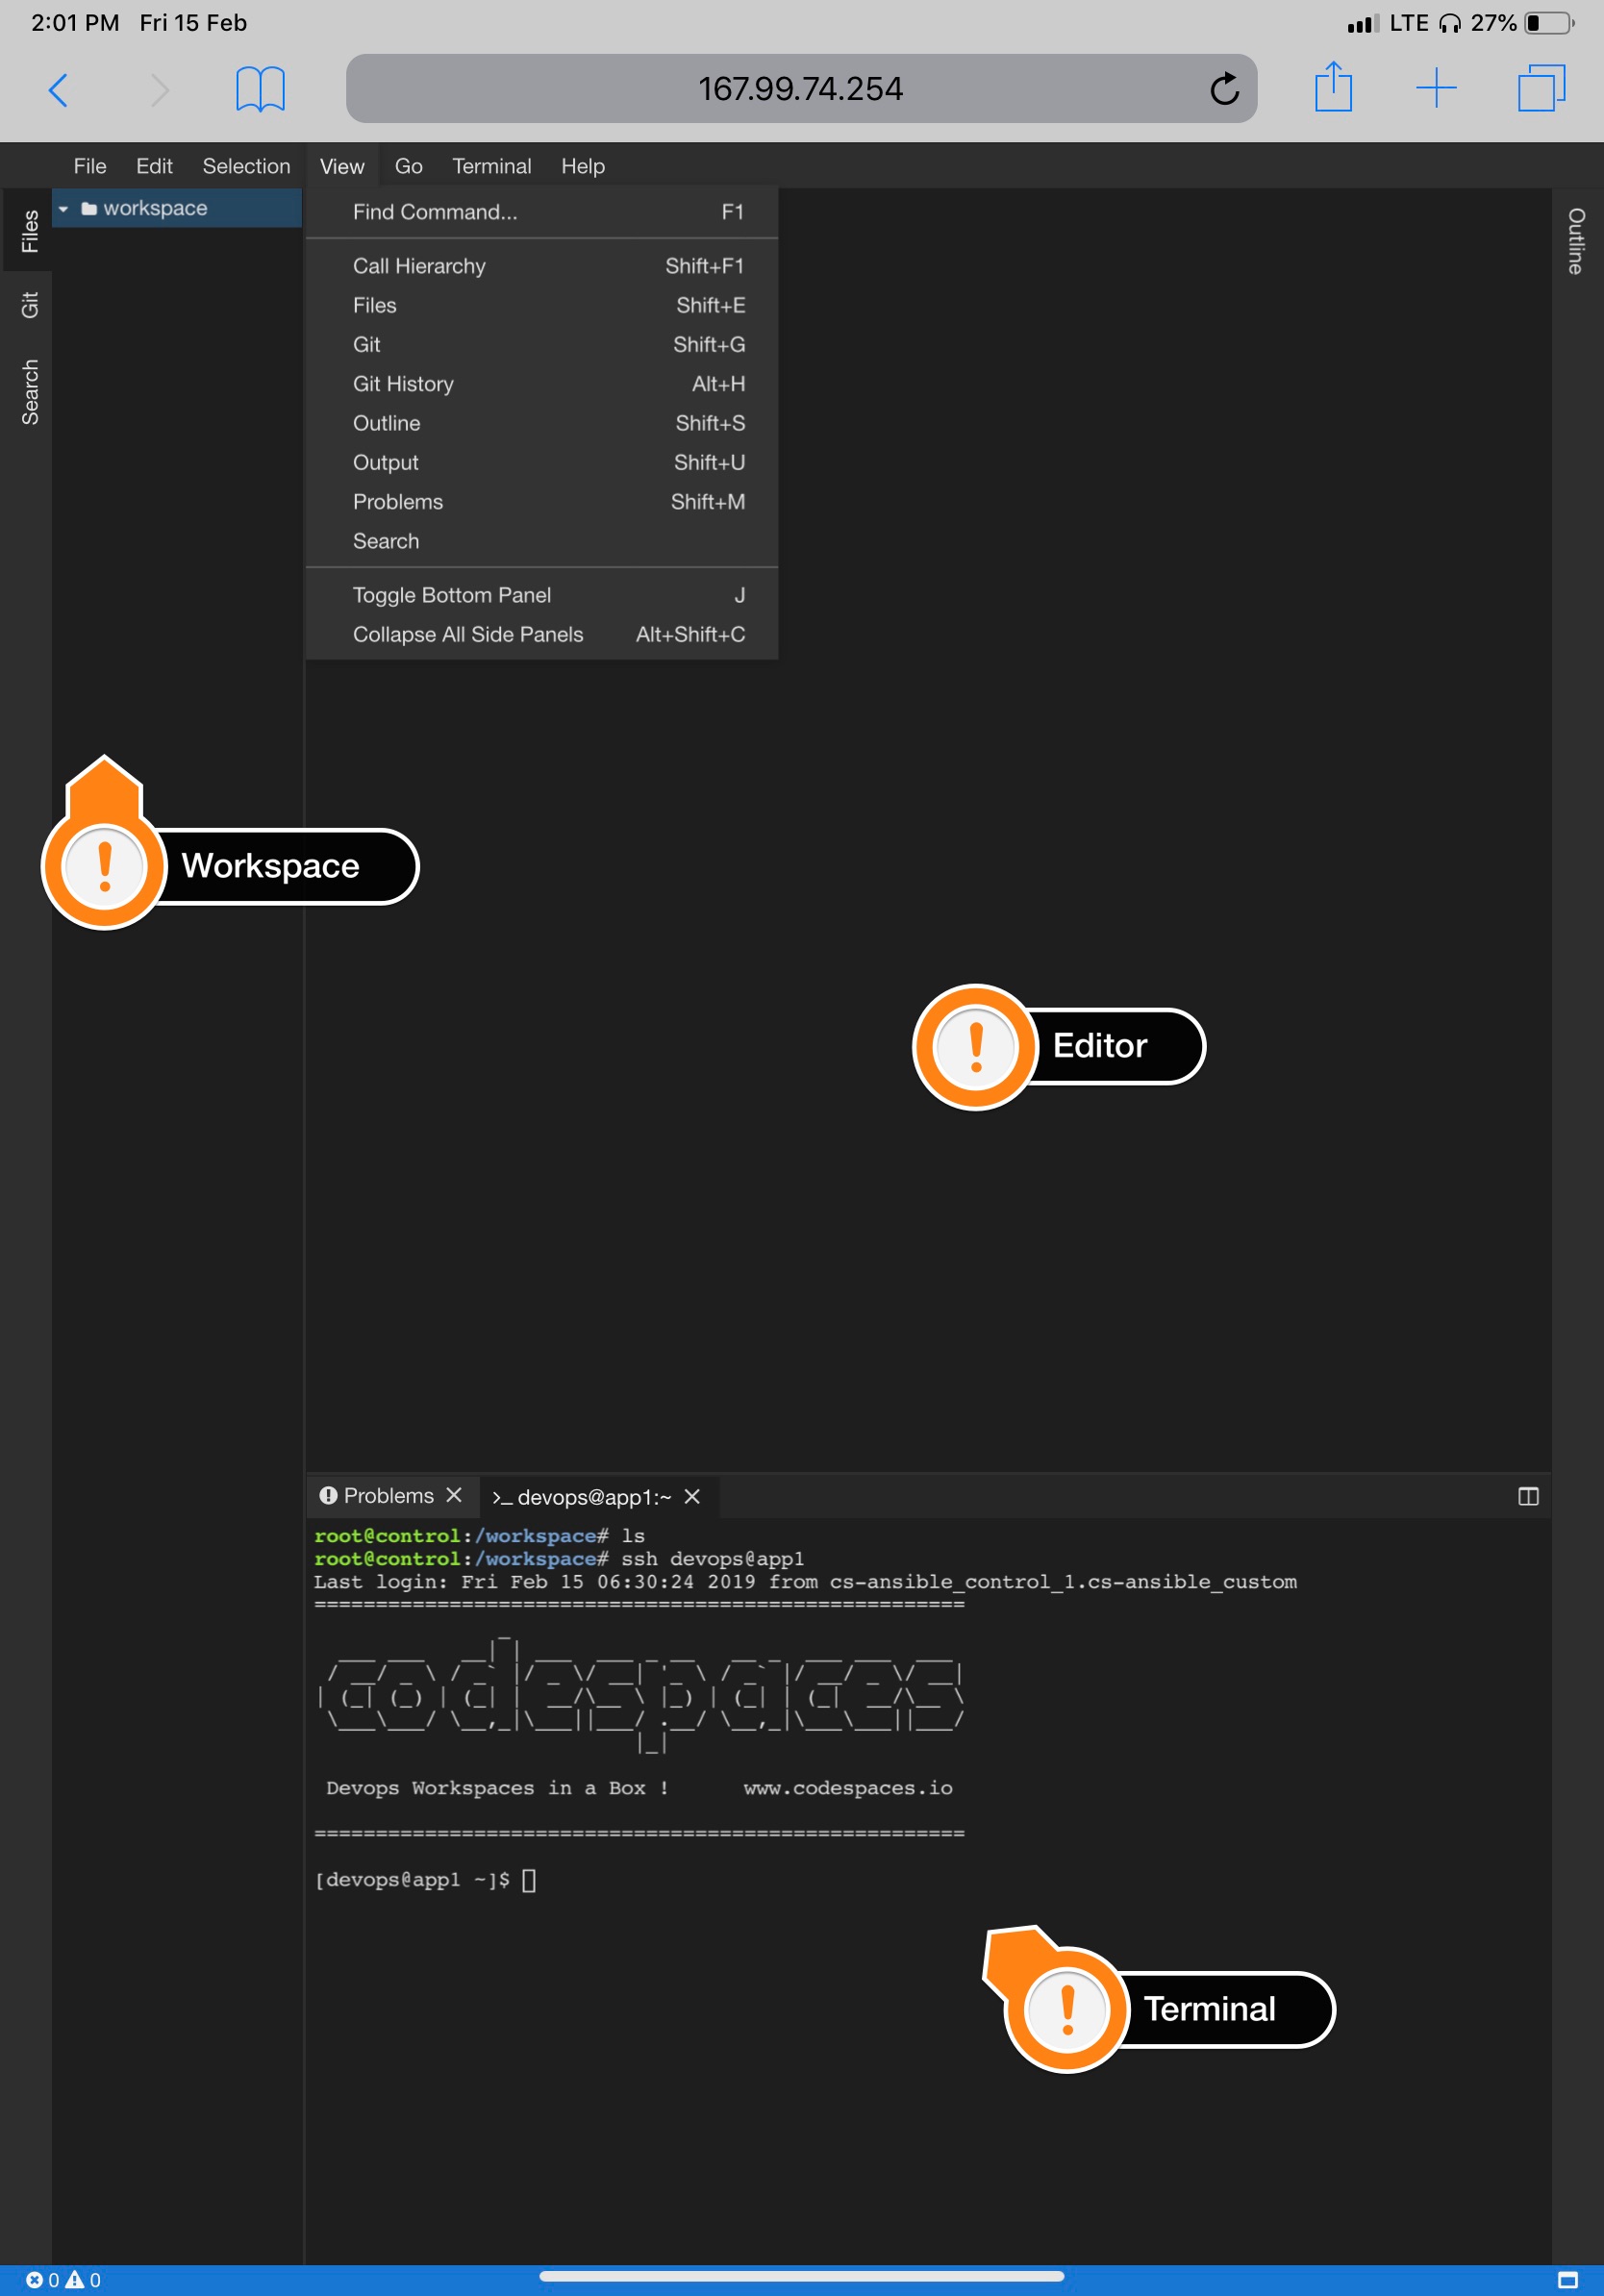 2:01 PM Fri 15 Feb LTE 27%
167.99.74.254
File Edit Selection View Go Terminal Help
Files
Git
Search
workspace
Find Command... F1
Call Hierarchy Shift+F1
Files Shift+E
Git Shift+G
Git History Alt+H
Outline Shift+S
Output Shift+U
Problems Shift+M
Search
Toggle Bottom Panel J
Collapse All Side Panels Alt+Shift+C
Outline
Workspace
Editor
Problems >_ devops@app1:~
root@control:/workspace# ls
root@control:/workspace# ssh devops@app1
Last login: Fri Feb 15 06:30:24 2019 from cs-ansible_control_1.cs-ansible_custom
=====================================================
codespaces
Devops Workspaces in a Box ! www.codespaces.io
=====================================================
[devops@app1 ~]$
Terminal
0 0